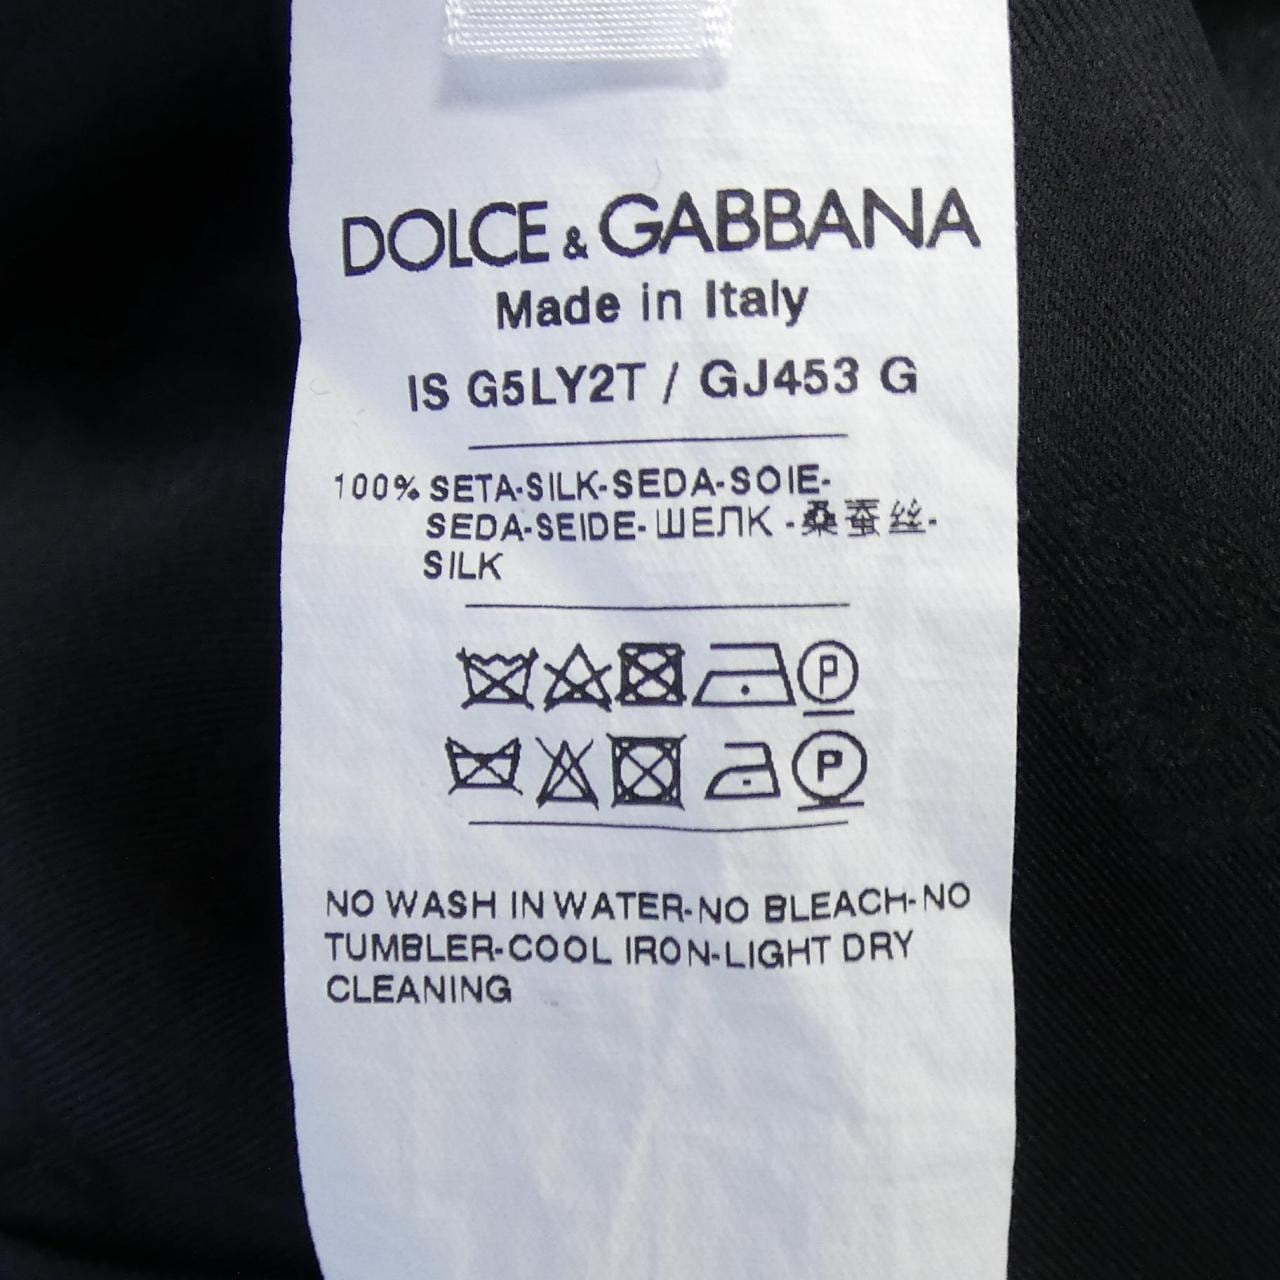 DOLCE & GABBANA
Made in Italy
IS G5LY2T / GJ453 G
100% SETA-SILK-SEDA-SOIE-
SEDA-SEIDE-ШЕЛК-桑蚕丝-
SILK
P
P
NO WASH IN WATER-NO BLEACH-NO
TUMBLER-COOL IRON-LIGHT DRY
CLEANING